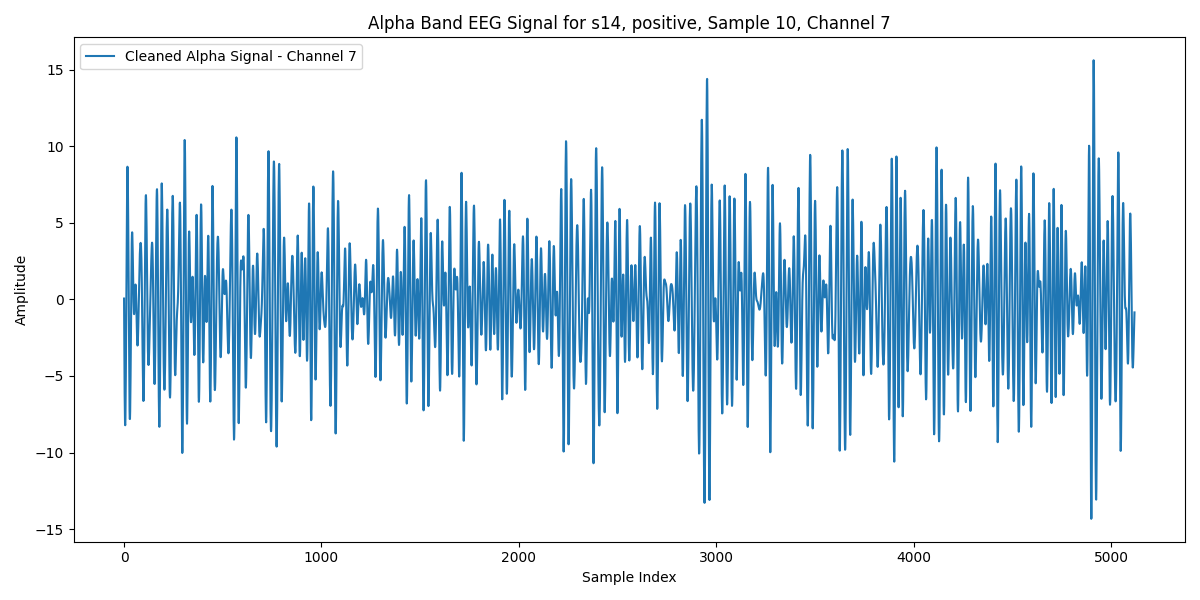 Alpha Band EEG Signal for s14, positive, Sample 10, Channel 7
Cleaned Alpha Signal - Channel 7
15
10
5
0
−5
−10
−15
Amplitude
0 1000 2000 3000 4000 5000
Sample Index